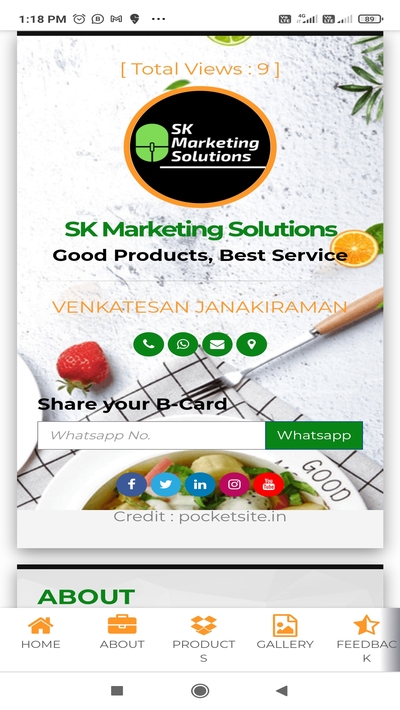 1:18 PM
4G
89
[ Total Views : 9 ]
SK
Marketing
Solutions
SK Marketing Solutions
Good Products, Best Service
VENKATESAN JANAKIRAMAN
Share your B-Card
Whatsapp No.
Whatsapp
GOOD
Credit : pocketsite.in
ABOUT
HOME
ABOUT
PRODUCT
S
GALLERY
FEEDBAC
K